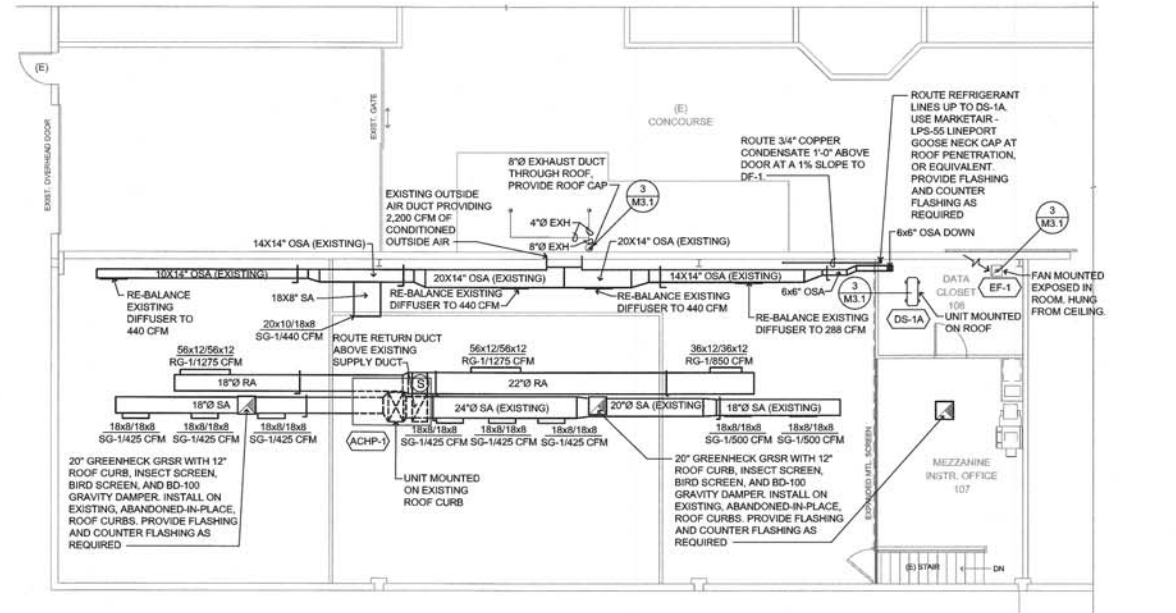 (E)
EXIST. OVERHEAD DOOR
EXIST. GATE
(E)
CONCOURSE
ROUTE REFRIGERANT
LINES UP TO DS-1A.
USE MARKETAIR -
LPS-55 LINEPORT
GOOSE NECK CAP AT
ROOF PENETRATION,
OR EQUIVALENT.
PROVIDE FLASHING
AND COUNTER
FLASHING AS
REQUIRED
ROUTE 3/4" COPPER
CONDENSATE 1'-0" ABOVE
DOOR AT A 1% SLOPE TO
DF-1.
8"Ø EXHAUST DUCT
THROUGH ROOF,
PROVIDE ROOF CAP
3
M3.1
EXISTING OUTSIDE
AIR DUCT PROVIDING
2,200 CFM OF
CONDITIONED
OUTSIDE AIR
4"Ø EXH
8"Ø EXH
20X14" OSA (EXISTING)
14X14" OSA (EXISTING)
3
M3.1
6x6" OSA DOWN
10X14" OSA (EXISTING)
20X14" OSA (EXISTING)
14X14" OSA (EXISTING)
6x6" OSA
RE-BALANCE
EXISTING
DIFFUSER TO
440 CFM
18X8" SA
RE-BALANCE EXISTING
DIFFUSER TO 440 CFM
RE-BALANCE EXISTING
DIFFUSER TO 440 CFM
RE-BALANCE EXISTING
DIFFUSER TO 288 CFM
3
M3.1
DS-1A
DATA
CLOSET
108
EF-1
FAN MOUNTED
EXPOSED IN
ROOM. HUNG
FROM CEILING.
UNIT MOUNTED
ON ROOF
20x10/18x8
SG-1/440 CFM
ROUTE RETURN DUCT
ABOVE EXISTING
SUPPLY DUCT
56x12/56x12
RG-1/1275 CFM
56x12/56x12
RG-1/1275 CFM
36x12/36x12
RG-1/850 CFM
18"Ø RA
S
22"Ø RA
18"Ø SA
24"Ø SA (EXISTING)
20"Ø SA (EXISTING)
18"Ø SA (EXISTING)
18x8/18x8
SG-1/425 CFM
18x8/18x8
SG-1/425 CFM
18x8/18x8
SG-1/425 CFM
ACHP-1
18x8/18x8
SG-1/425 CFM
18x8/18x8
SG-1/425 CFM
18x8/18x8
SG-1/425 CFM
18x8/18x8
SG-1/500 CFM
18x8/18x8
SG-1/500 CFM
20" GREENHECK GRSR WITH 12"
ROOF CURB, INSECT SCREEN,
BIRD SCREEN, AND BD-100
GRAVITY DAMPER. INSTALL ON
EXISTING, ABANDONED-IN-PLACE,
ROOF CURBS. PROVIDE FLASHING
AND COUNTER FLASHING AS
REQUIRED
UNIT MOUNTED
ON EXISTING
ROOF CURB
20" GREENHECK GRSR WITH 12"
ROOF CURB, INSECT SCREEN,
BIRD SCREEN, AND BD-100
GRAVITY DAMPER. INSTALL ON
EXISTING, ABANDONED-IN-PLACE,
ROOF CURBS. PROVIDE FLASHING
AND COUNTER FLASHING AS
REQUIRED
EXPANDED MTL. SCREEN
MEZZANINE
INSTR. OFFICE
107
(E) STAIR
DN